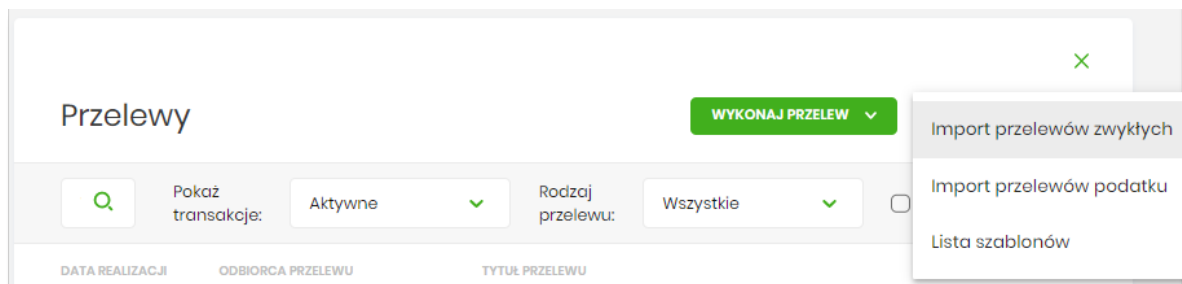 Przelewy
WYKONAJ PRZELEW
Import przelewów zwykłych
Import przelewów podatku
Lista szablonów
Pokaż
transakcje:
Aktywne
Rodzaj
przelewu:
Wszystkie
DATA REALIZACJI ODBIORCA PRZELEWU TYTUŁ PRZELEWU